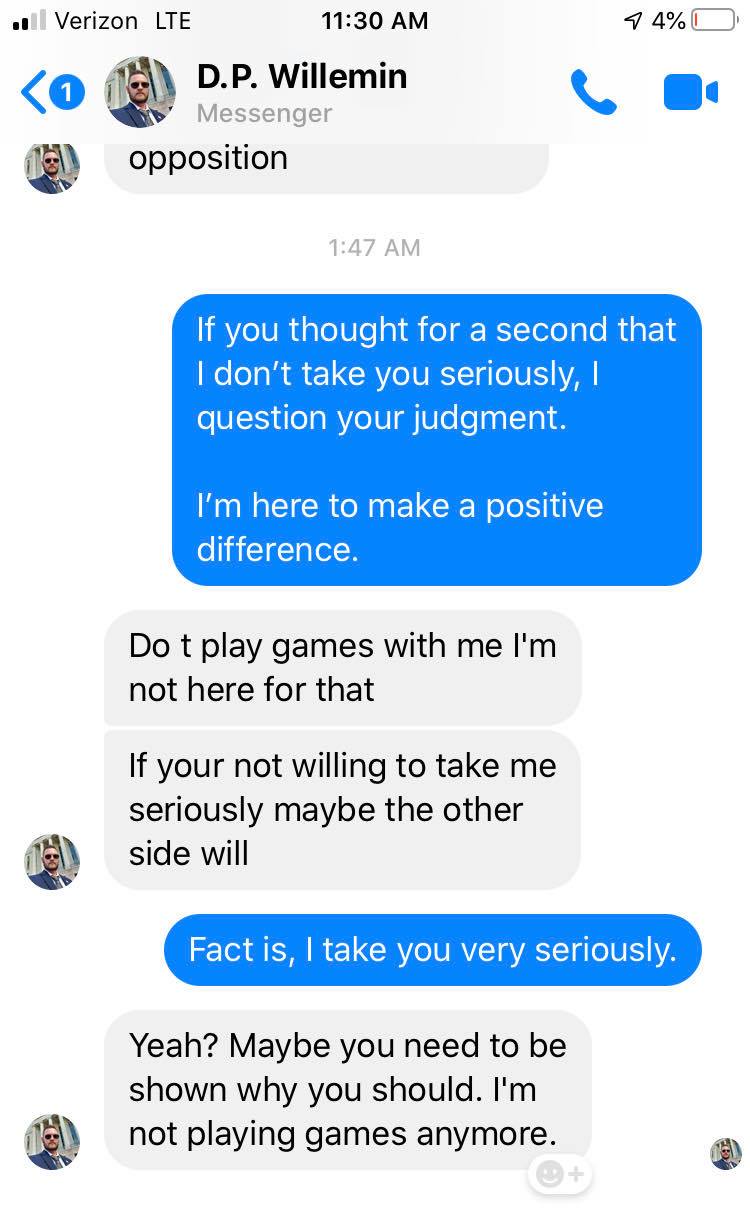 Verizon LTE 11:30 AM 4%
1
D.P. Willemin
Messenger
opposition
1:47 AM
If you thought for a second that
I don’t take you seriously, I
question your judgment.
I’m here to make a positive
difference.
Do t play games with me I'm
not here for that
If your not willing to take me
seriously maybe the other
side will
Fact is, I take you very seriously.
Yeah? Maybe you need to be
shown why you should. I'm
not playing games anymore.